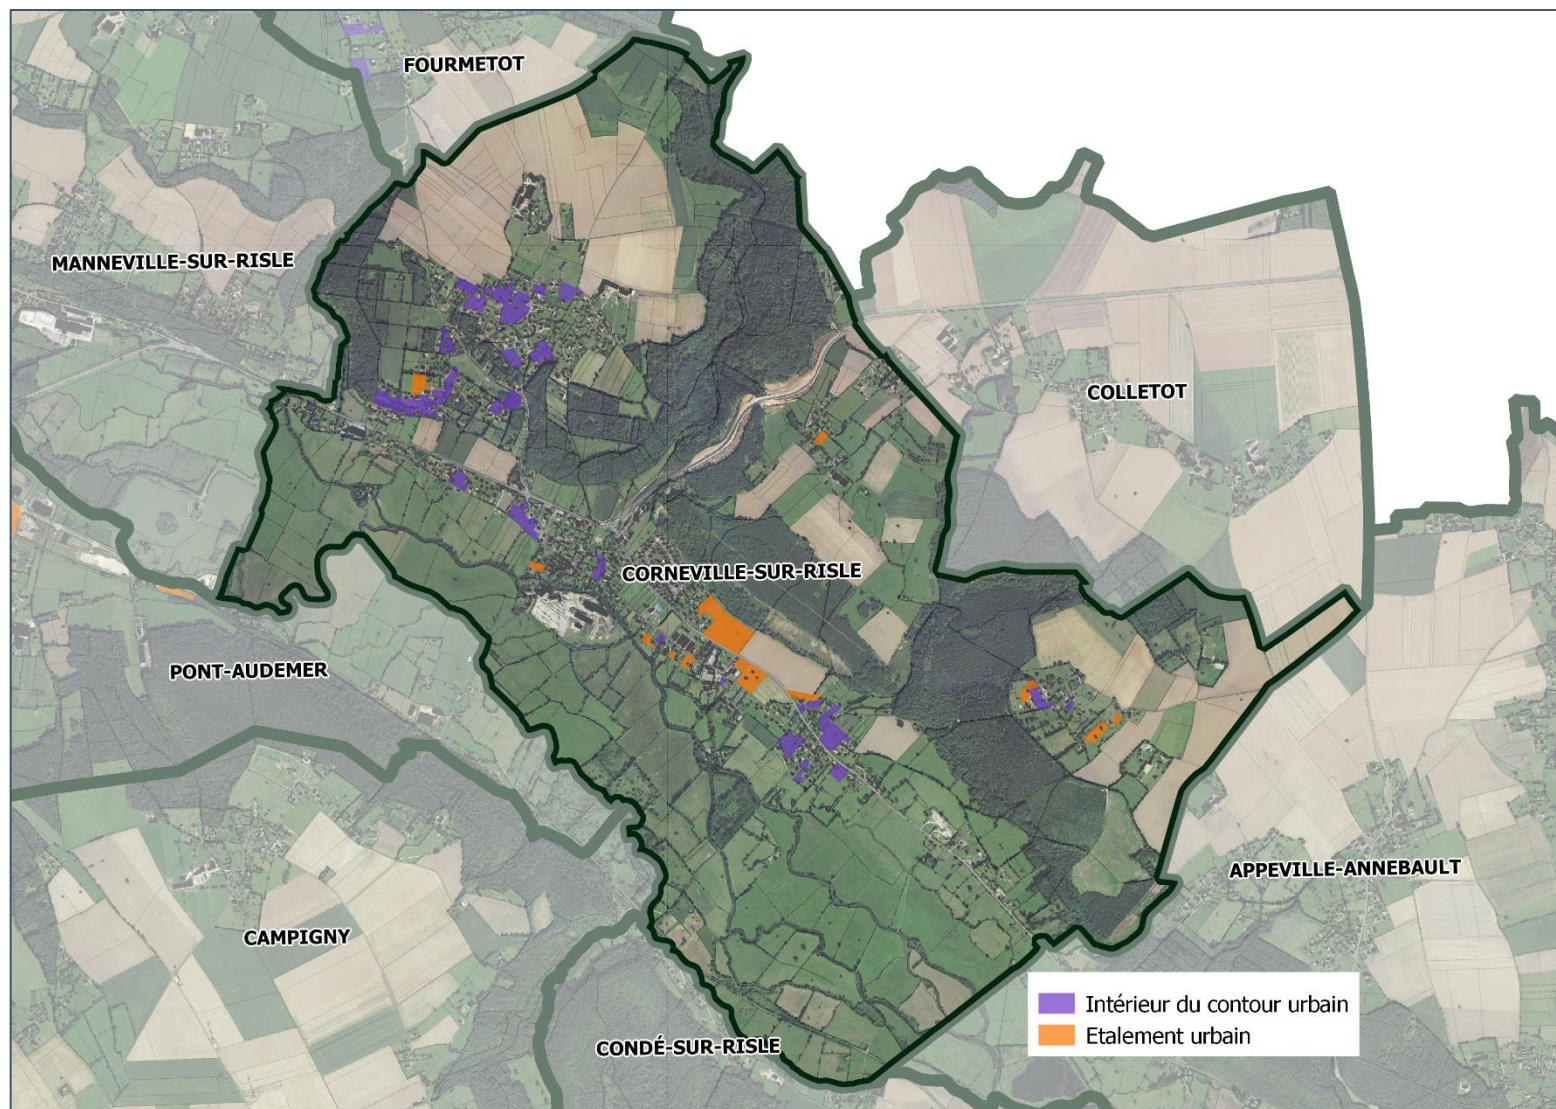 FOURMETOT
MANNEVILLE-SUR-RISLE
COLLETOT
CORNEVILLE-SUR-RISLE
PONT-AUDEMER
APPEVILLE-ANNEBAULT
CAMPIGNY
CONDÉ-SUR-RISLE
Intérieur du contour urbain
Etalement urbain